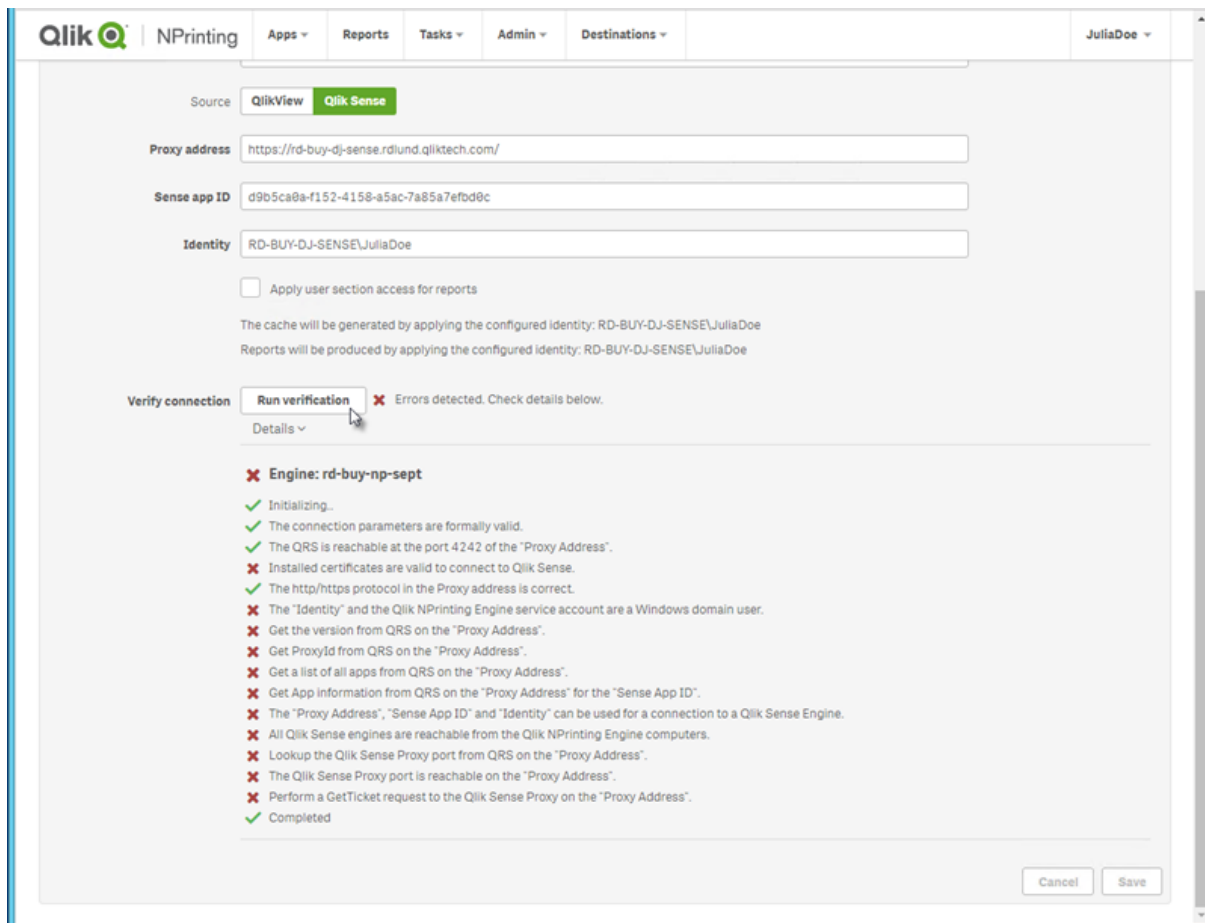 Qlik NPrinting Apps Reports Tasks Admin Destinations JuliaDoe
Source QlikView Qlik Sense
Proxy address https://rd-buy-dj-sense.rdlund.qliktech.com/
Sense app ID d9b5ca0a-f152-4158-a5ac-7a85a7efbd0c
Identity RD-BUY-DJ-SENSE\JuliaDoe
Apply user section access for reports
The cache will be generated by applying the configured identity: RD-BUY-DJ-SENSE\JuliaDoe
Reports will be produced by applying the configured identity: RD-BUY-DJ-SENSE\JuliaDoe
Verify connection Run verification Errors detected. Check details below.
Details
Engine: rd-buy-np-sept
Initializing..
The connection parameters are formally valid.
The QRS is reachable at the port 4242 of the "Proxy Address".
Installed certificates are valid to connect to Qlik Sense.
The http/https protocol in the Proxy address is correct.
The "Identity" and the Qlik NPrinting Engine service account are a Windows domain user.
Get the version from QRS on the "Proxy Address".
Get ProxyId from QRS on the "Proxy Address".
Get a list of all apps from QRS on the "Proxy Address".
Get App information from QRS on the "Proxy Address" for the "Sense App ID".
The "Proxy Address", "Sense App ID" and "Identity" can be used for a connection to a Qlik Sense Engine.
All Qlik Sense engines are reachable from the Qlik NPrinting Engine computers.
Lookup the Qlik Sense Proxy port from QRS on the "Proxy Address".
The Qlik Sense Proxy port is reachable on the "Proxy Address".
Perform a GetTicket request to the Qlik Sense Proxy on the "Proxy Address".
Completed
Cancel Save